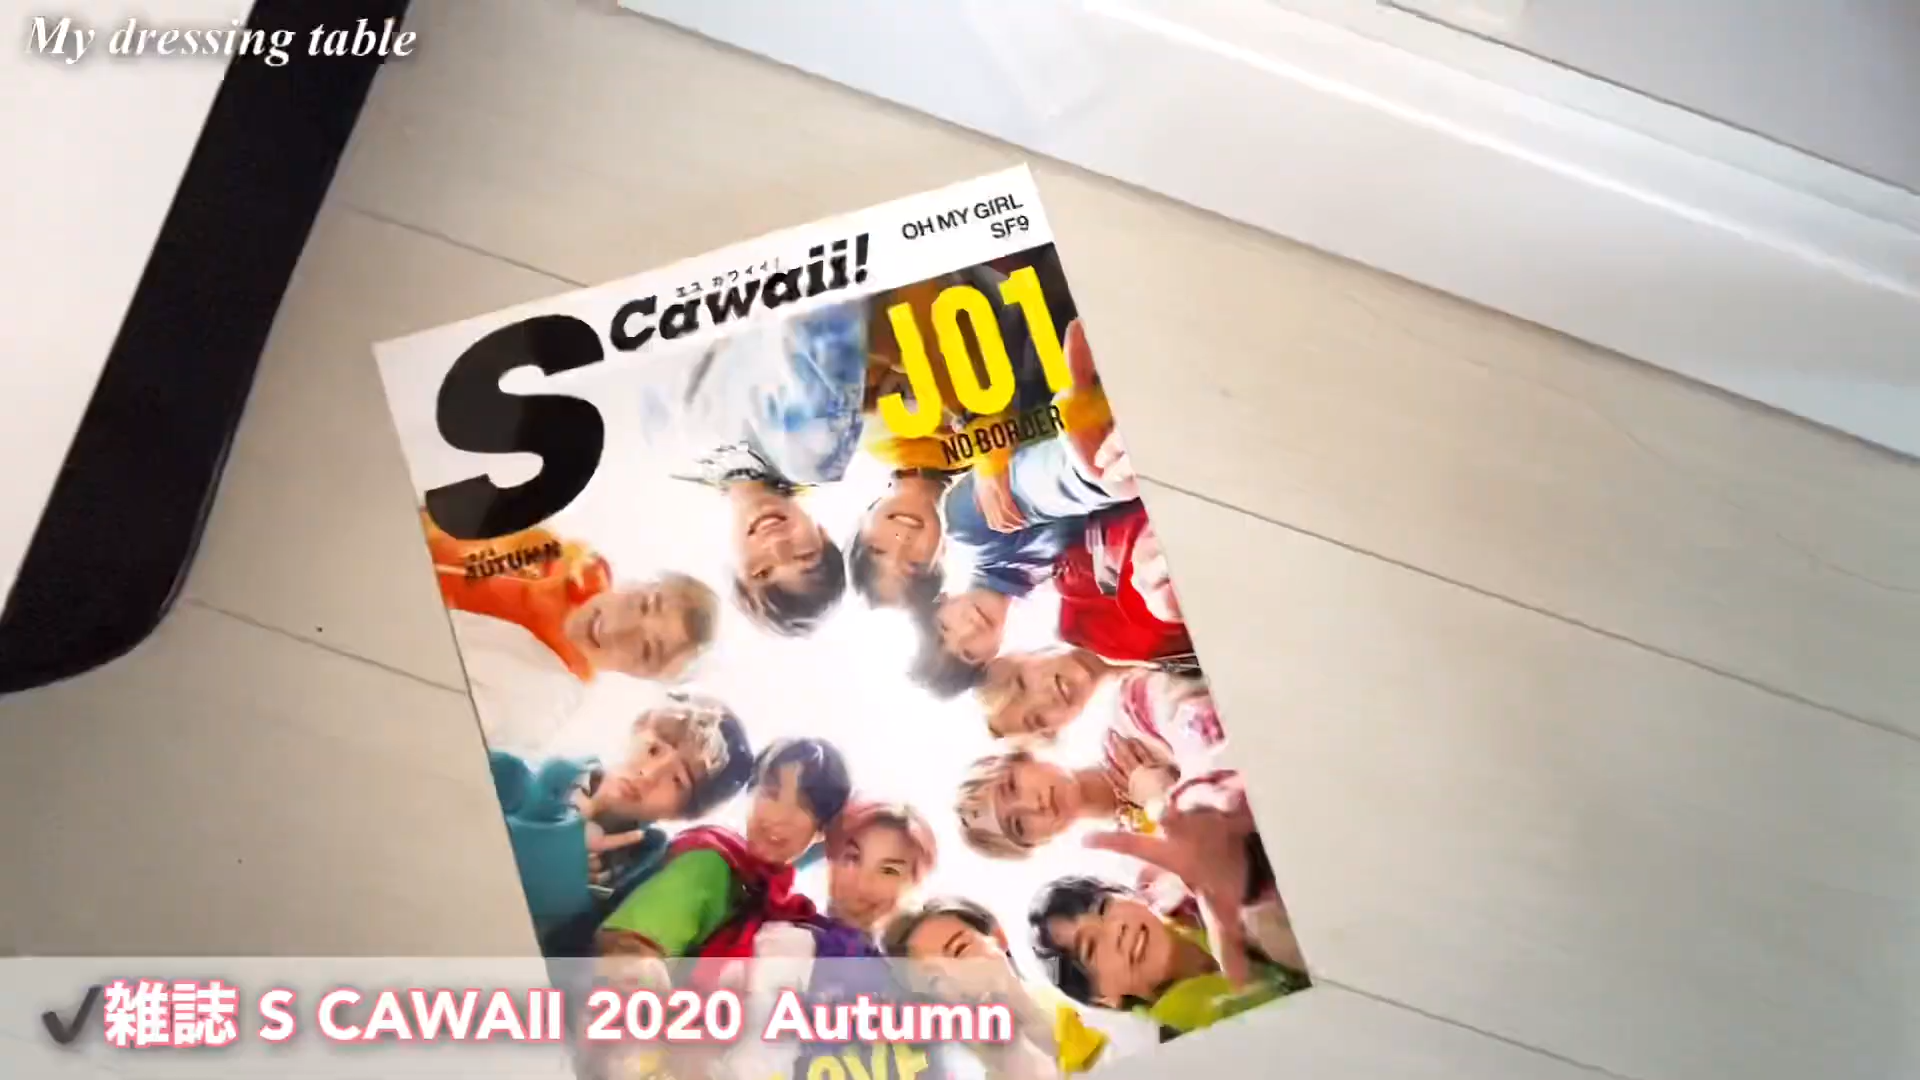 My dressing table
OH MY GIRL
SF9
エス カワイイ!
S Cawaii!
JO1
NO BORDER
AUTUMN
✓雑誌 S CAWAII 2020 Autumn